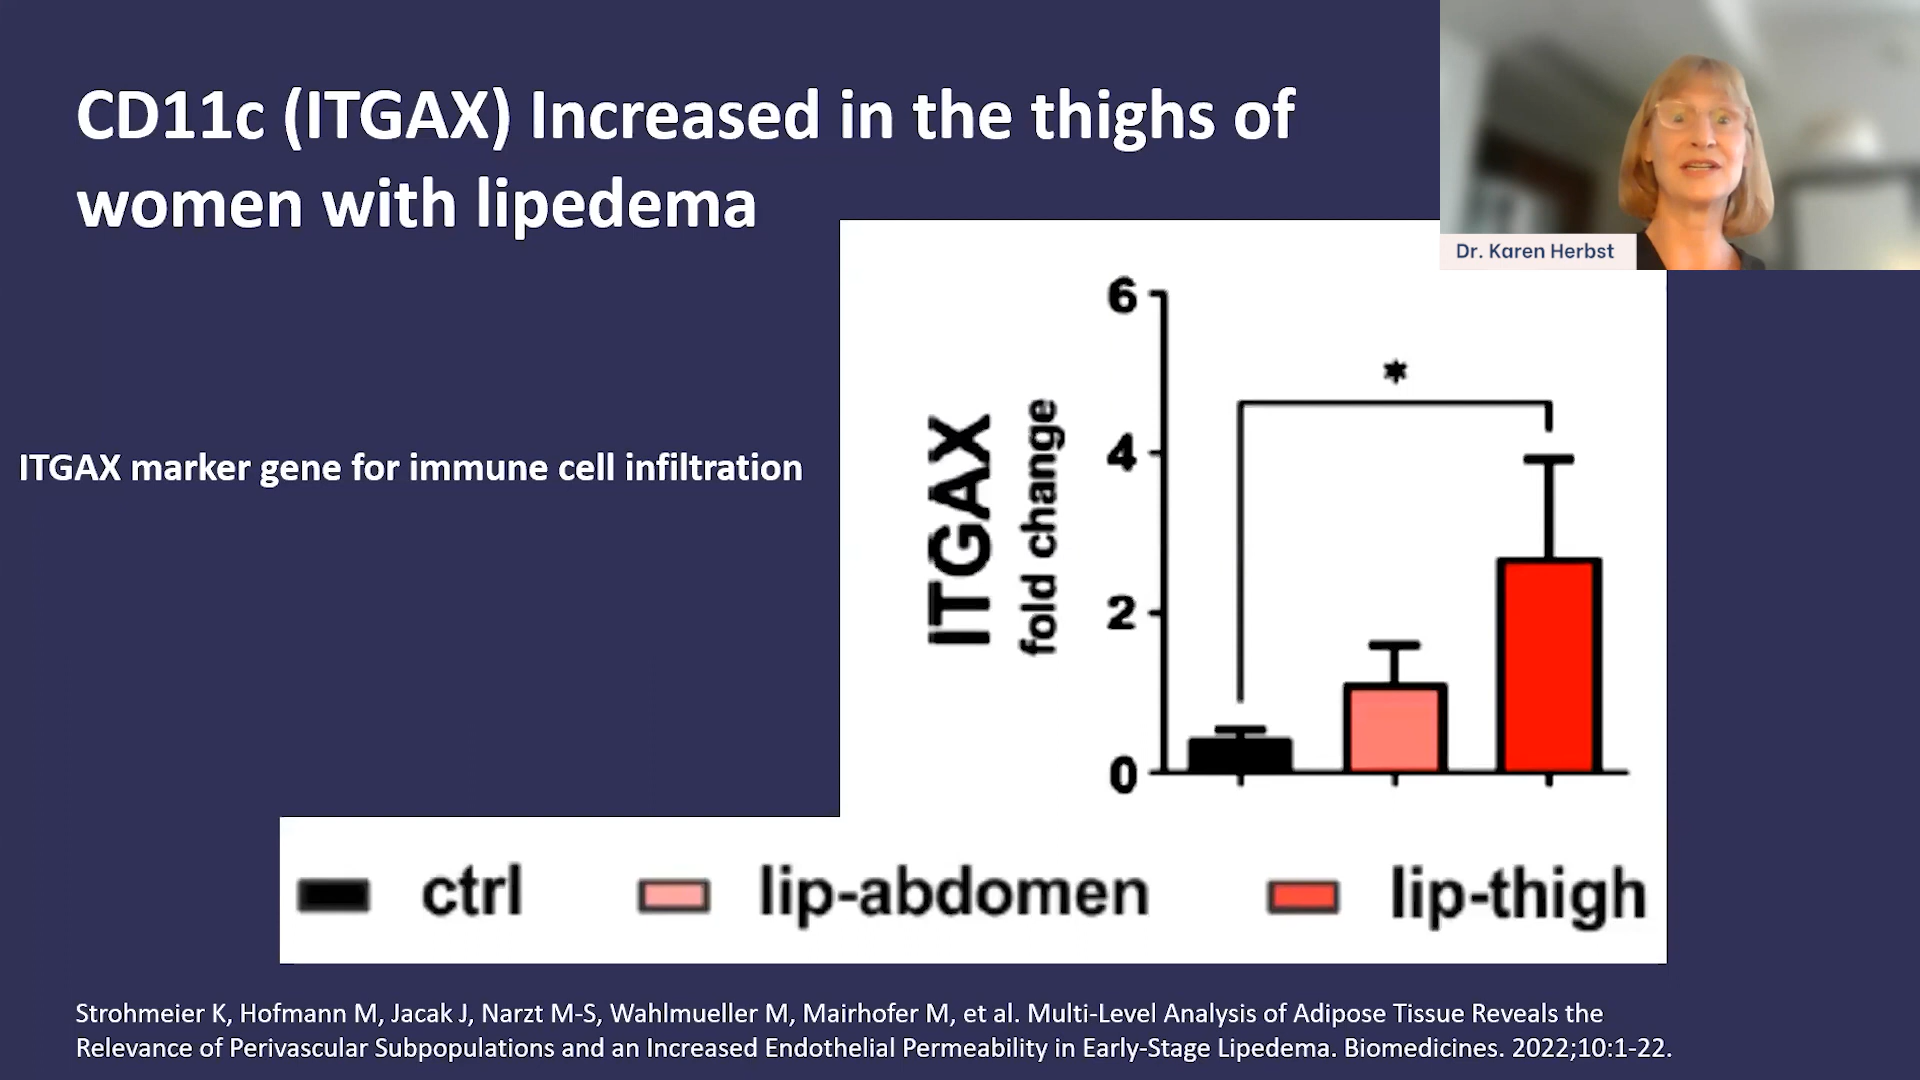 CD11c (ITGAX) Increased in the thighs of
women with lipedema
Dr. Karen Herbst
ITGAX marker gene for immune cell infiltration
ITGAX
fold change
6
4
2
0
*
ctrl
lip-abdomen
lip-thigh
Strohmeier K, Hofmann M, Jacak J, Narzt M-S, Wahlmueller M, Mairhofer M, et al. Multi-Level Analysis of Adipose Tissue Reveals the
Relevance of Perivascular Subpopulations and an Increased Endothelial Permeability in Early-Stage Lipedema. Biomedicines. 2022;10:1-22.